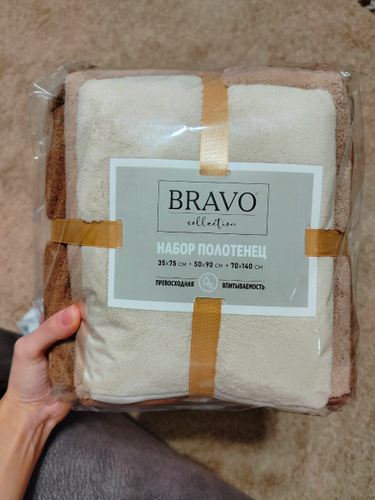 BRAVO®
collection
НАБОР ПОЛОТЕНЕЦ
35х75 см + 50х90 см + 70х140 см
ПРЕВОСХОДНАЯ ВПИТЫВАЕМОСТЬ